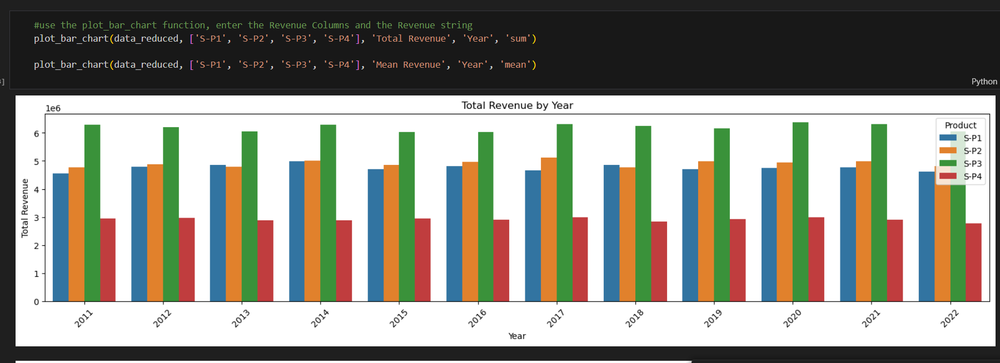 #use the plot_bar_chart function, enter the Revenue Columns and the Revenue string
plot_bar_chart(data_reduced, ['S-P1', 'S-P2', 'S-P3', 'S-P4'], 'Total Revenue', 'Year', 'sum')
plot_bar_chart(data_reduced, ['S-P1', 'S-P2', 'S-P3', 'S-P4'], 'Mean Revenue', 'Year', 'mean')
]
Python
Total Revenue by Year
1e6
Product
S-P1
S-P2
S-P3
S-P4
6
5
4
3
2
1
0
Total Revenue
2011 2012 2013 2014 2015 2016 2017 2018 2019 2020 2021 2022
Year